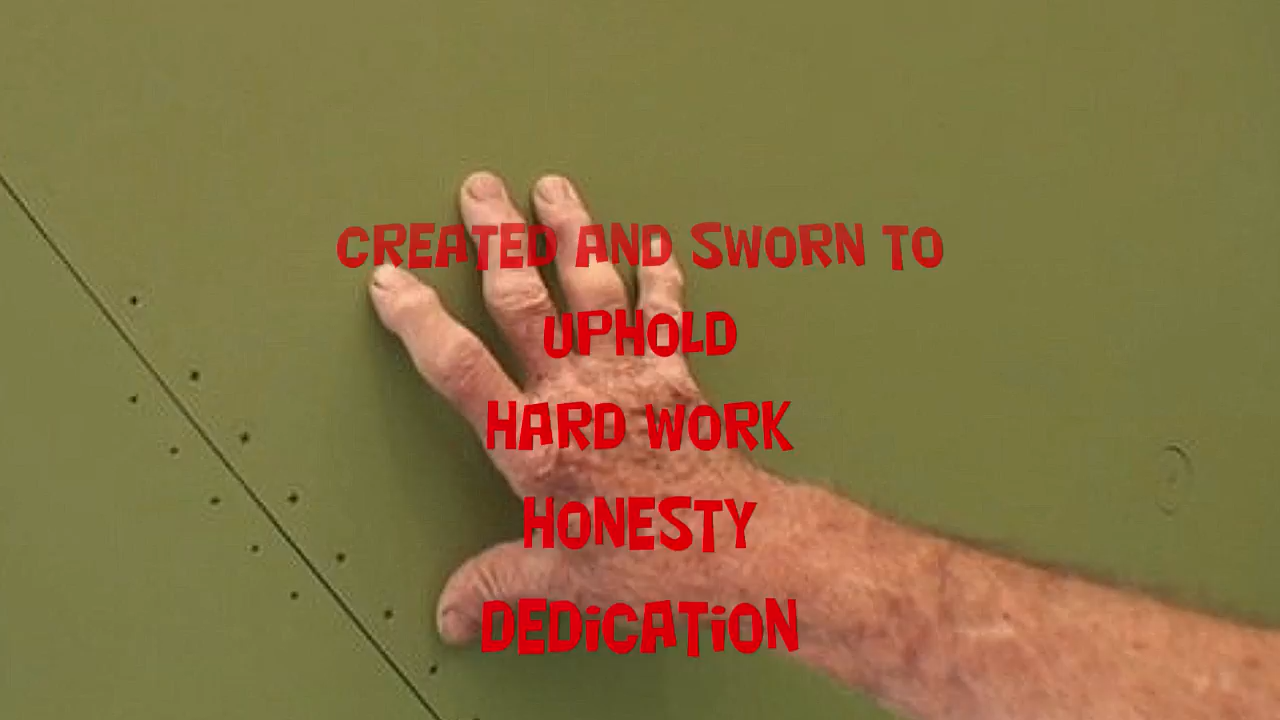 CREATED AND SWORN TO
UPHOLD
HARD WORK
HONESTY
DEDiCATiON